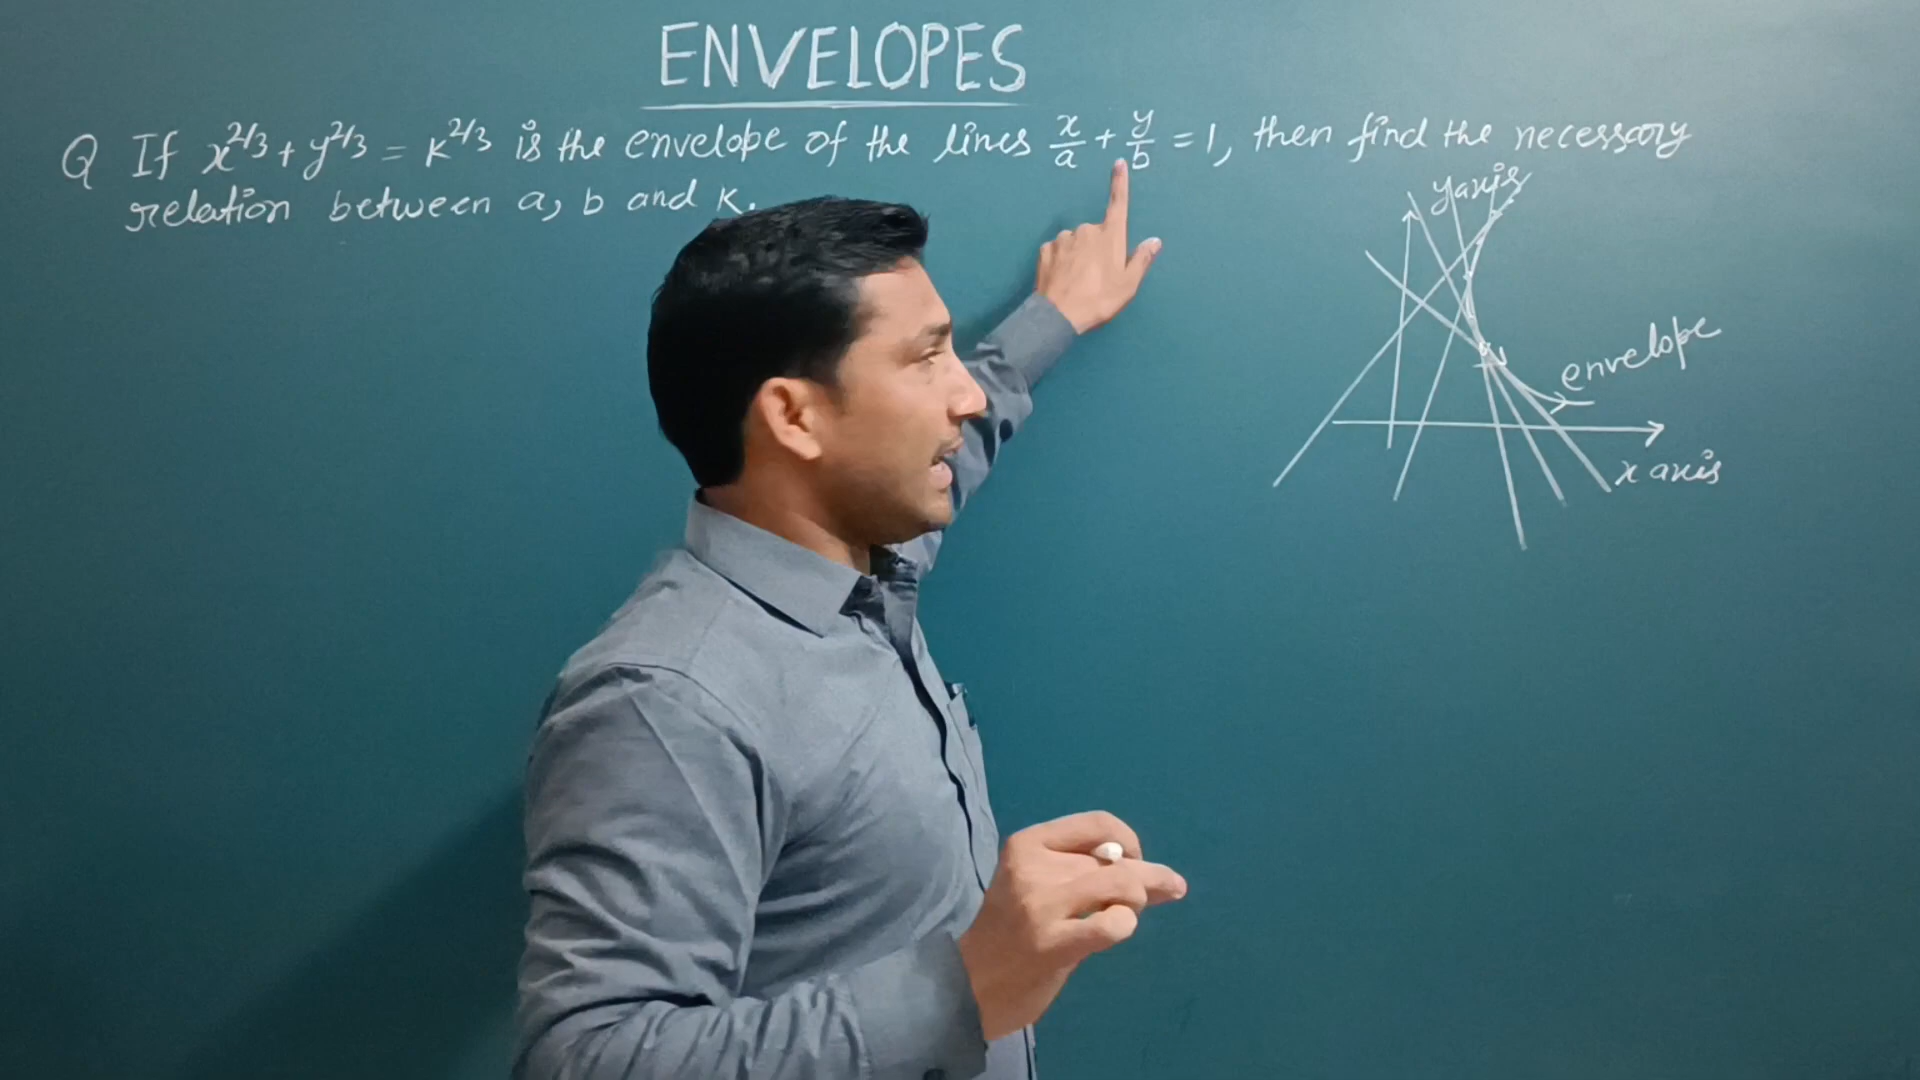 ENVELOPES
Q If x^{2/3} + y^{2/3} = K^{2/3} is the envelope of the lines x/a + y/b = 1, then find the necessary
relation between a, b and K.
y axis
envelope
x axis